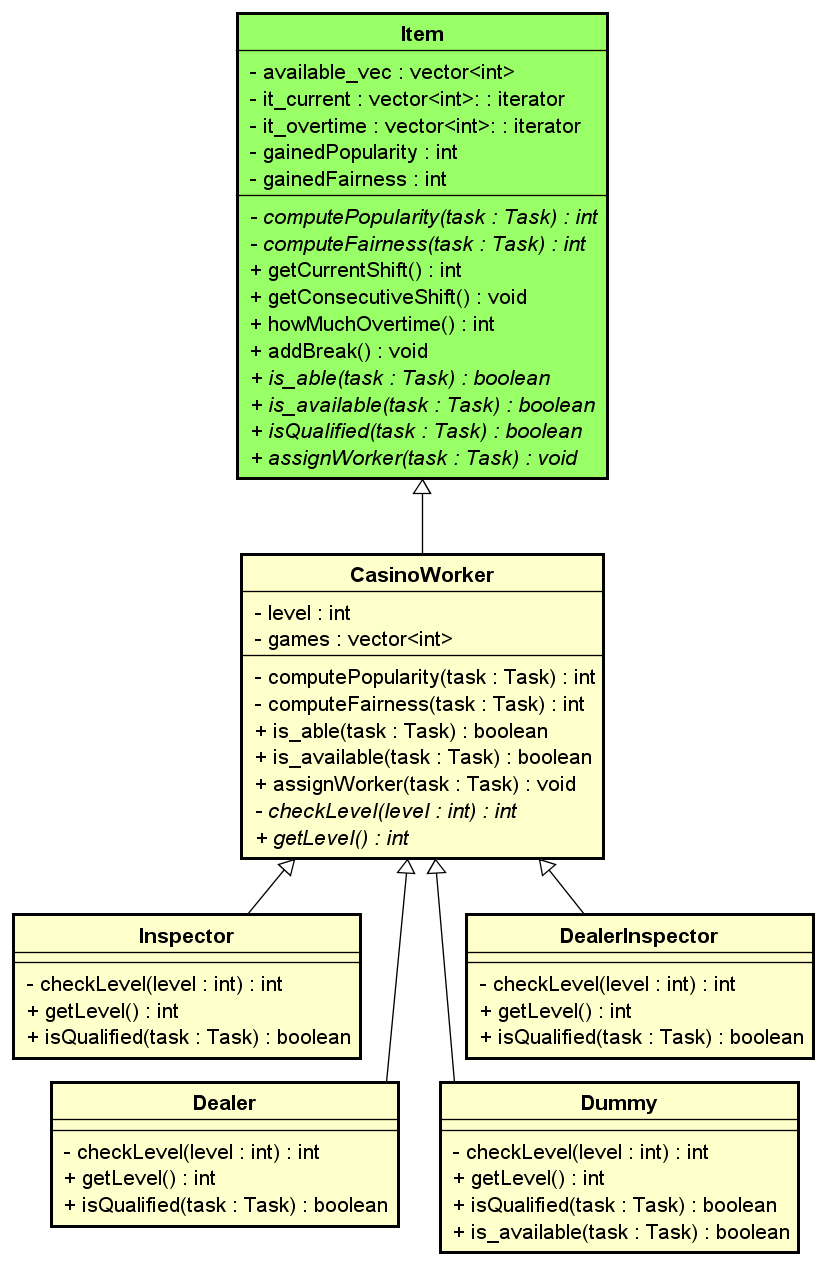 Item
- available_vec : vector<int>
- it_current : vector<int>: : iterator
- it_overtime : vector<int>: : iterator
- gainedPopularity : int
- gainedFairness : int
- computePopularity(task : Task) : int
- computeFairness(task : Task) : int
+ getCurrentShift() : int
+ getConsecutiveShift() : void
+ howMuchOvertime() : int
+ addBreak() : void
+ is_able(task : Task) : boolean
+ is_available(task : Task) : boolean
+ isQualified(task : Task) : boolean
+ assignWorker(task : Task) : void
CasinoWorker
- level : int
- games : vector<int>
- computePopularity(task : Task) : int
- computeFairness(task : Task) : int
+ is_able(task : Task) : boolean
+ is_available(task : Task) : boolean
+ assignWorker(task : Task) : void
- checkLevel(level : int) : int
+ getLevel() : int
Inspector
- checkLevel(level : int) : int
+ getLevel() : int
+ isQualified(task : Task) : boolean
DealerInspector
- checkLevel(level : int) : int
+ getLevel() : int
+ isQualified(task : Task) : boolean
Dealer
- checkLevel(level : int) : int
+ getLevel() : int
+ isQualified(task : Task) : boolean
Dummy
- checkLevel(level : int) : int
+ getLevel() : int
+ isQualified(task : Task) : boolean
+ is_available(task : Task) : boolean